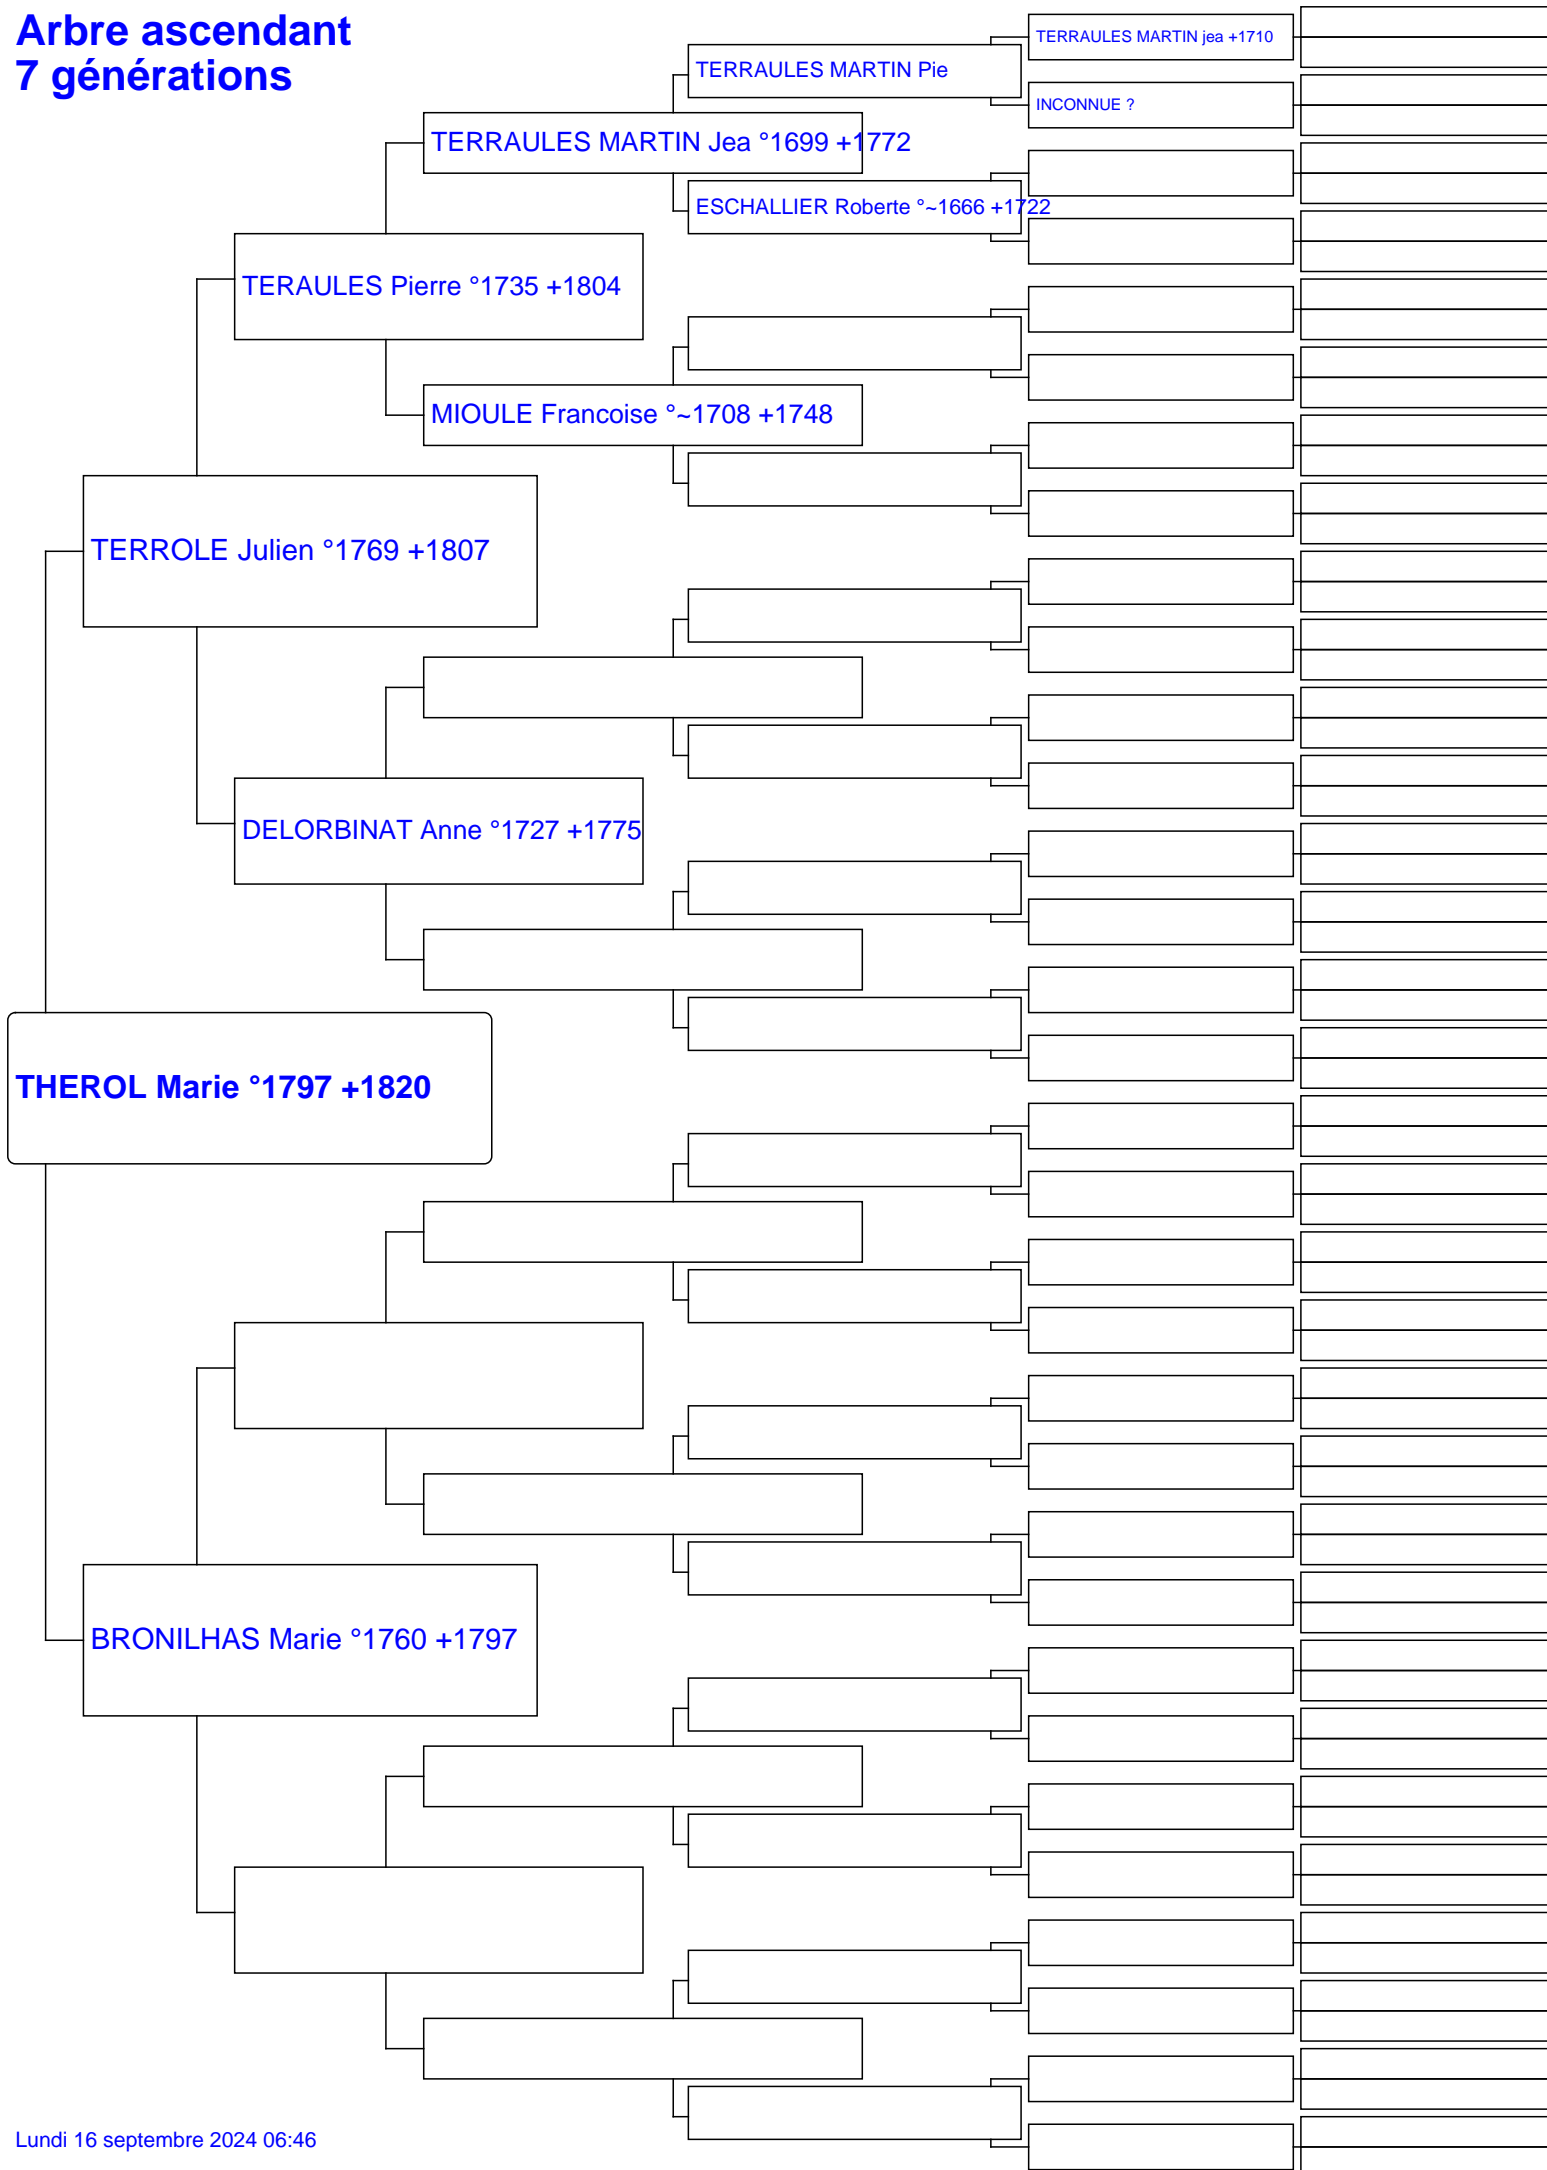 Arbre ascendant
7 générations
TERRAULES MARTIN jea +1710
TERRAULES MARTIN Pie
INCONNUE ?
TERRAULES MARTIN Jea °1699 +1772
ESCHALLIER Roberte °~1666 +1722
TERAULES Pierre °1735 +1804
MIOULE Francoise °~1708 +1748
TERROLE Julien °1769 +1807
DELORBINAT Anne °1727 +1775
THEROL Marie °1797 +1820
BRONILHAS Marie °1760 +1797
Lundi 16 septembre 2024 06:46